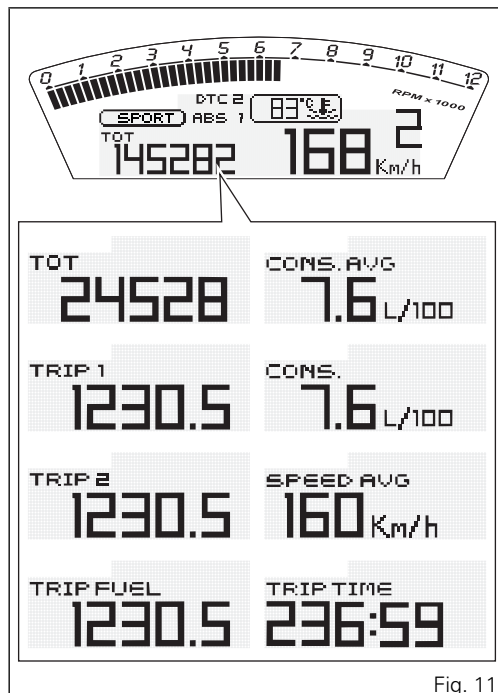 0 1 2 3 4 5 6 7 8 9 10 11 12
RPM x 1000
DTC 2
83°C
SPORT ABS 1
2
TOT
145282 168 Km/h
TOT
24528
CONS. AVG
7.6 L/100
TRIP 1
1230.5
CONS.
7.6 L/100
TRIP 2
1230.5
SPEED AVG
160 Km/h
TRIP FUEL
1230.5
TRIP TIME
236:59
Fig. 11